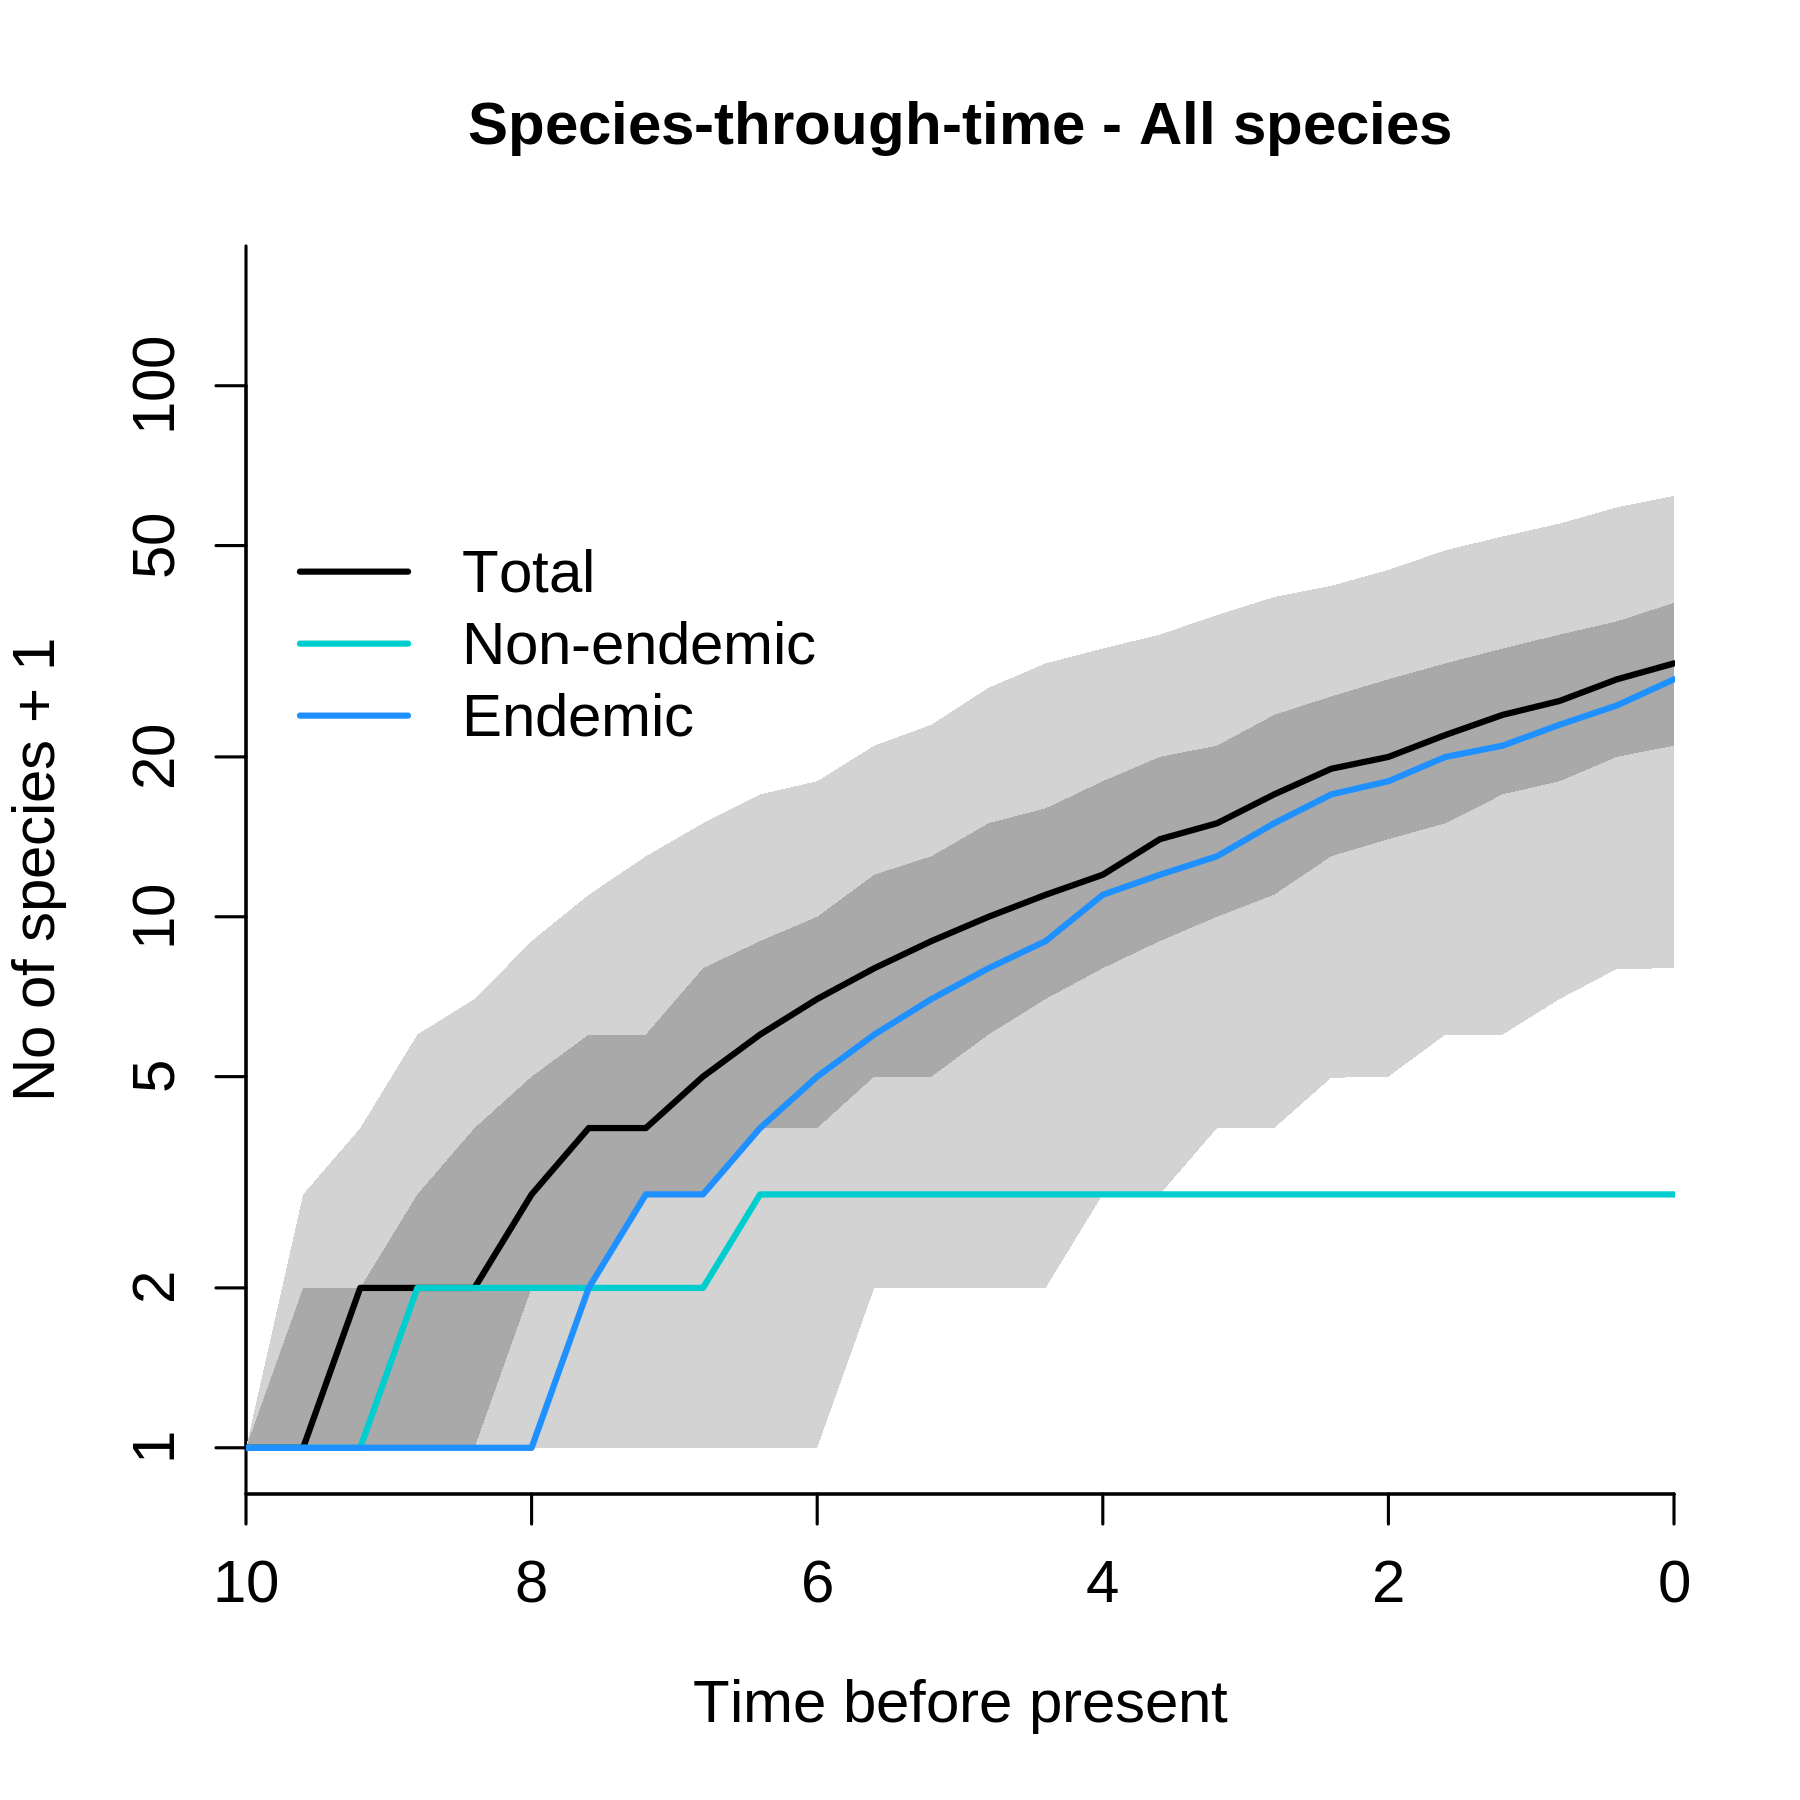 Species-through-time - All species
No of species + 1
100
50
20
10
5
2
1
Total
Non-endemic
Endemic
10 8 6 4 2 0
Time before present